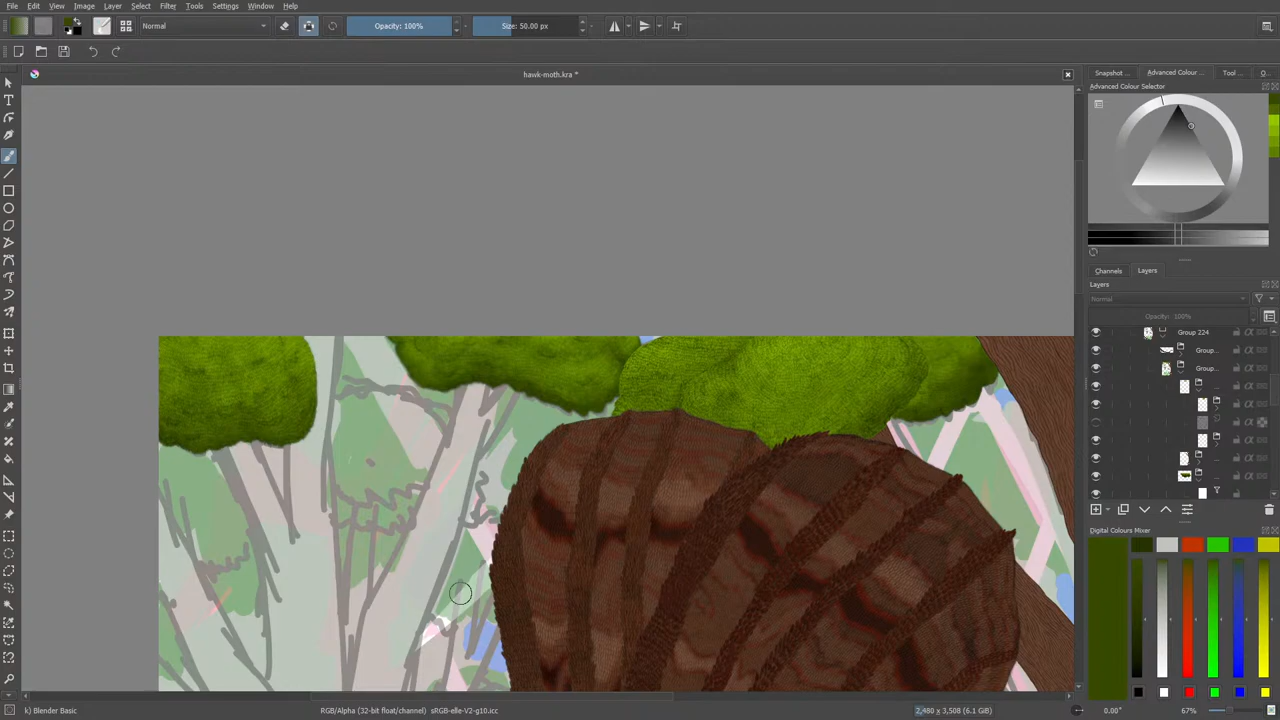 File Edit View Image Layer Select Filter Tools Settings Window Help
Normal
Opacity: 100%
Size: 50.00 px
hawk-moth.kra *
Snapshot ...
Advanced Colour ...
Tool ...
O...
Advanced Colour Selector
Channels
Layers
Layers
Normal
Opacity: 100%
Group 224
Group...
Group...
...
...
...
Digital Colours Mixer
k) Blender Basic
RGB/Alpha (32-bit float/channel) sRGB-elle-V2-g10.icc
2,480 x 3,508 (6.1 GiB)
0.00°
67%